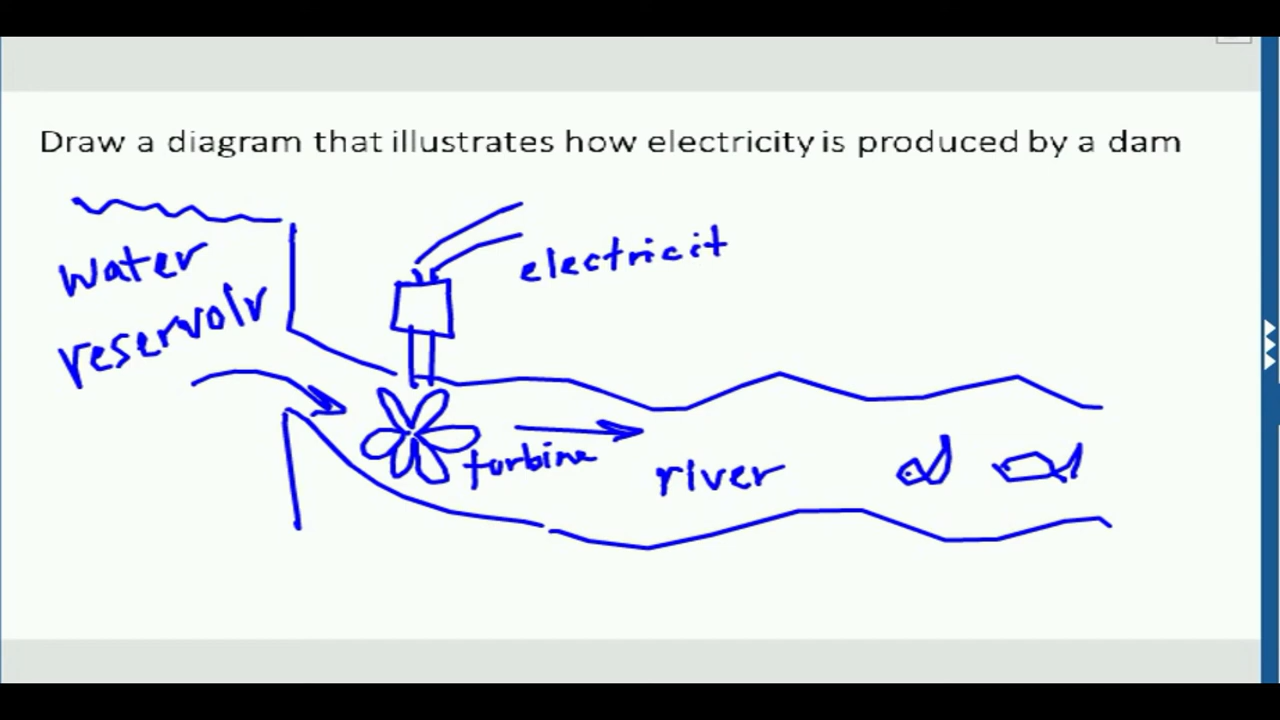 Draw a diagram that illustrates how electricity is produced by a dam
water
reservoir
electricit
turbine
river